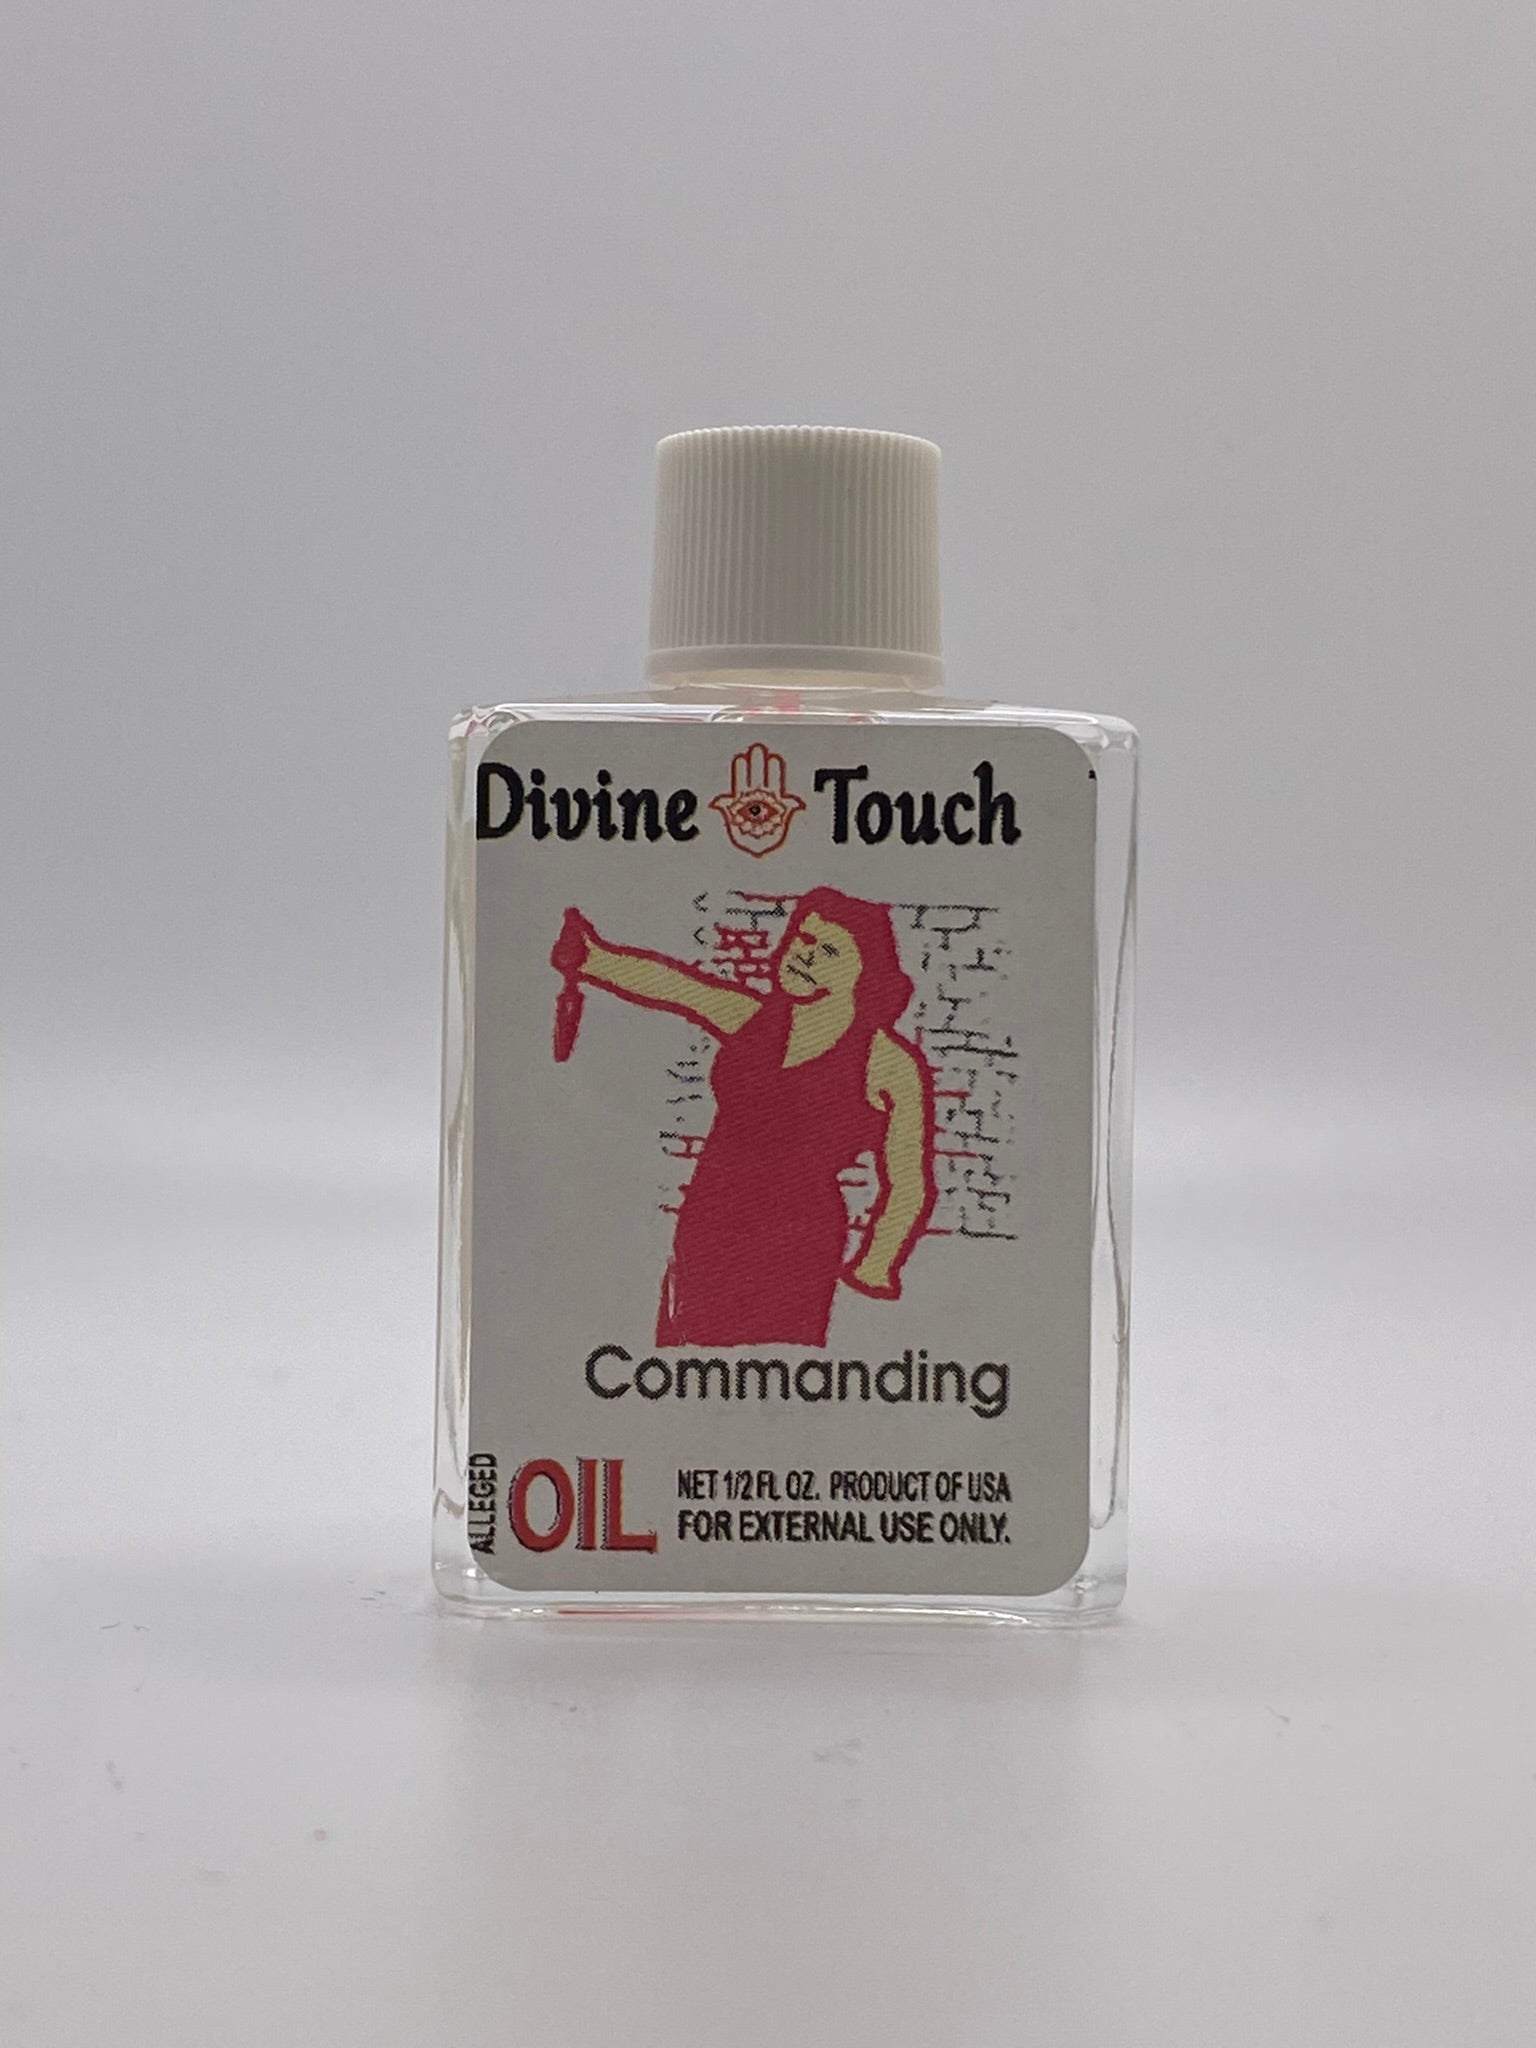 Divine Touch
Commanding
ALLEGED
OIL
NET 1/2 FL OZ. PRODUCT OF USA
FOR EXTERNAL USE ONLY.